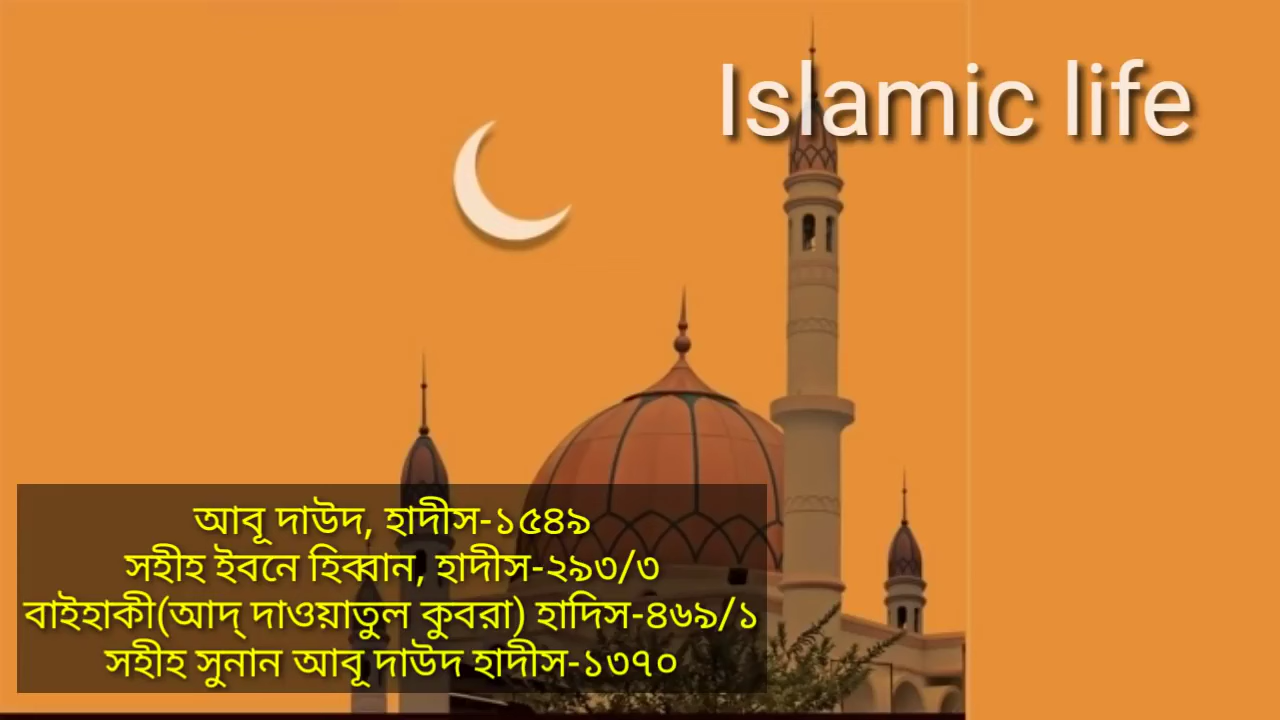 Islamic life
আবূ দাউদ, হাদীস-১৫৪৯
সহীহ ইবনে হিব্বান, হাদীস-২৯৩/৩
বাইহাকী(আদ্ দাওয়াতুল কুবরা) হাদিস-৪৬৯/১
সহীহ সুনান আবূ দাউদ হাদীস-১৩৭০